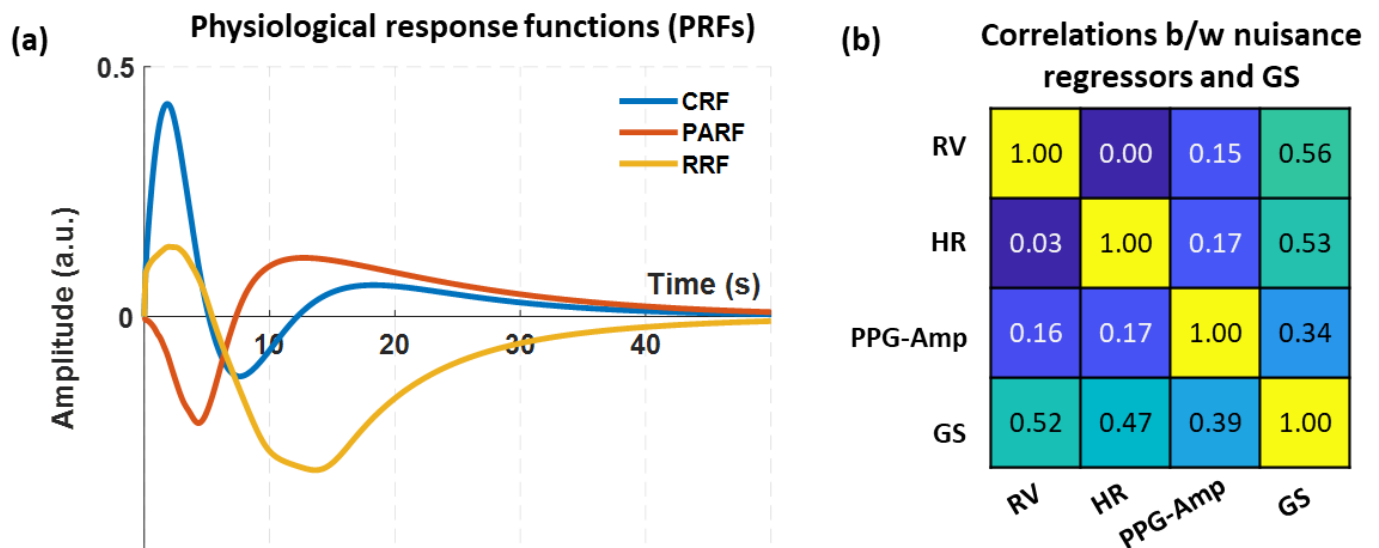 (a)
Physiological response functions (PRFs)
0.5
CRF
PARF
RRF
Amplitude (a.u.)
Time (s)
0
10
20
30
40
(b)
Correlations b/w nuisance
regressors and GS
RV
1.00 0.00 0.15 0.56
HR
0.03 1.00 0.17 0.53
PPG-Amp
0.16 0.17 1.00 0.34
GS
0.52 0.47 0.39 1.00
RV
HR
PPG-Amp
GS